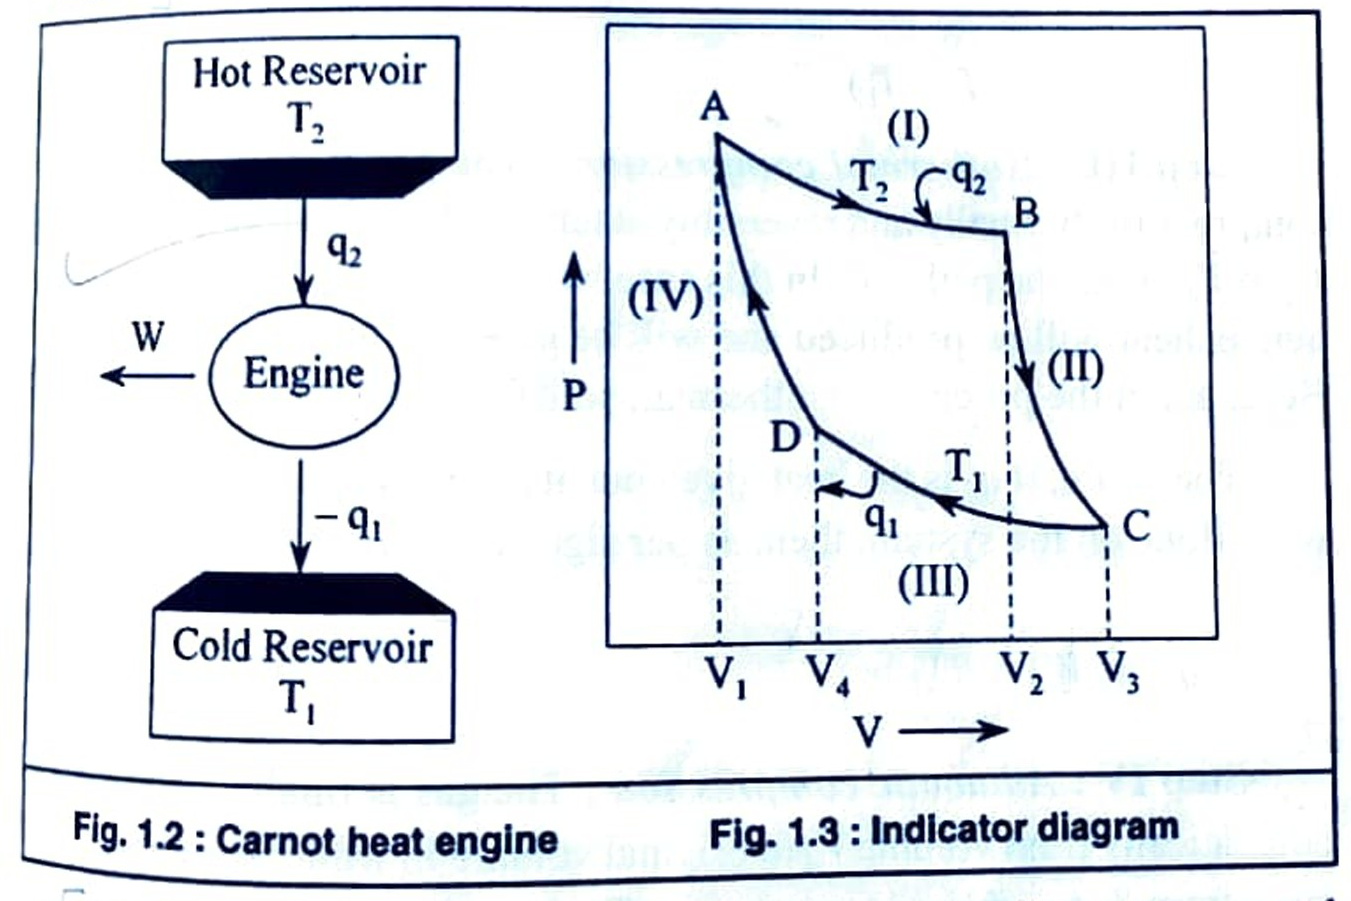 Hot Reservoir
T₂
q₂
W
Engine
– q₁
Cold Reservoir
T₁
A
(I)
T₂
q₂
B
(IV)
P
(II)
D
T₁
q₁
C
(III)
V₁ V₄ V₂ V₃
V
Fig. 1.2 : Carnot heat engine
Fig. 1.3 : Indicator diagram